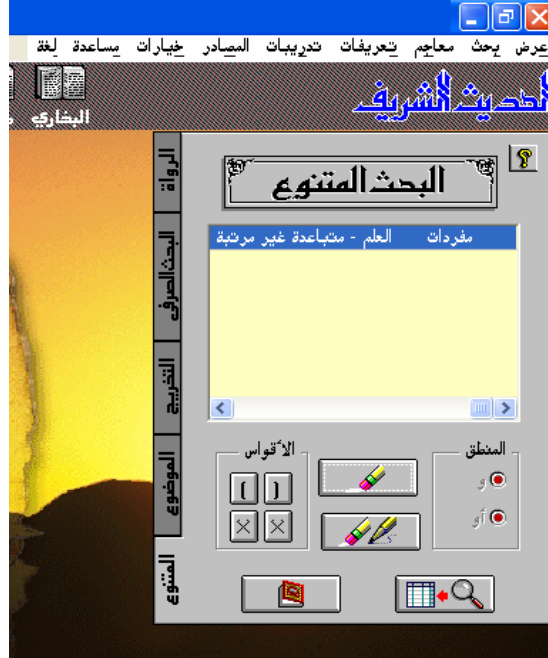 عرض بحث معاجم تعريفات تدريبات المصادر خيارات مساعدة لغة
الحديث الشريف
البخاري
البحث المتنوع
مفردات العلم - متباعدة غير مرتبة
الرواة
البحث الصرفى
التخريج
الموضوع
المتنوع
المنطق
و
أو
الأقواس
( )